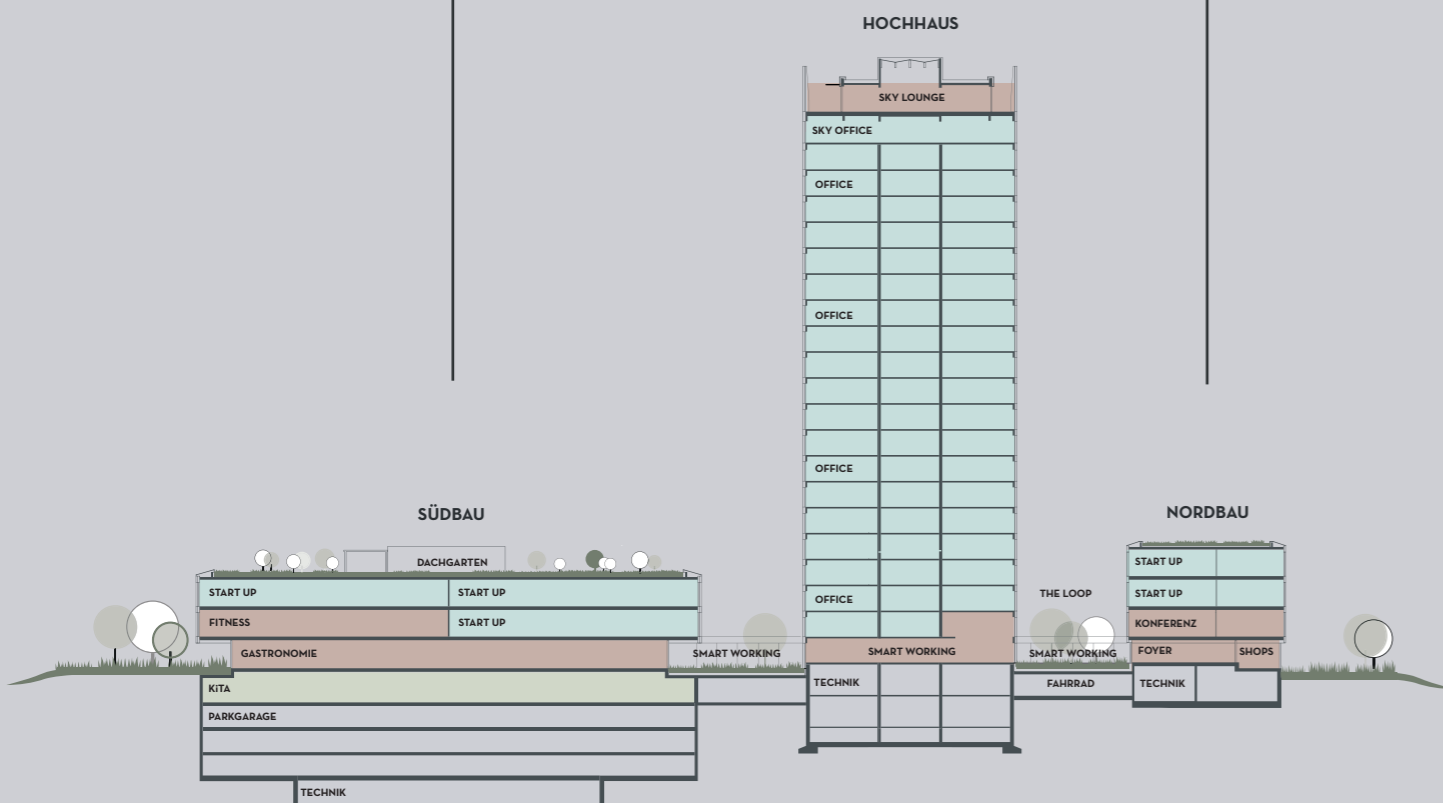 HOCHHAUS
SKY LOUNGE
SKY OFFICE
OFFICE
OFFICE
OFFICE
OFFICE
SMART WORKING
TECHNIK
SÜDBAU
DACHGARTEN
START UP
START UP
FITNESS
START UP
GASTRONOMIE
SMART WORKING
KiTA
PARKGARAGE
TECHNIK
THE LOOP
SMART WORKING
FAHRRAD
NORDBAU
START UP
START UP
KONFERENZ
FOYER
SHOPS
TECHNIK